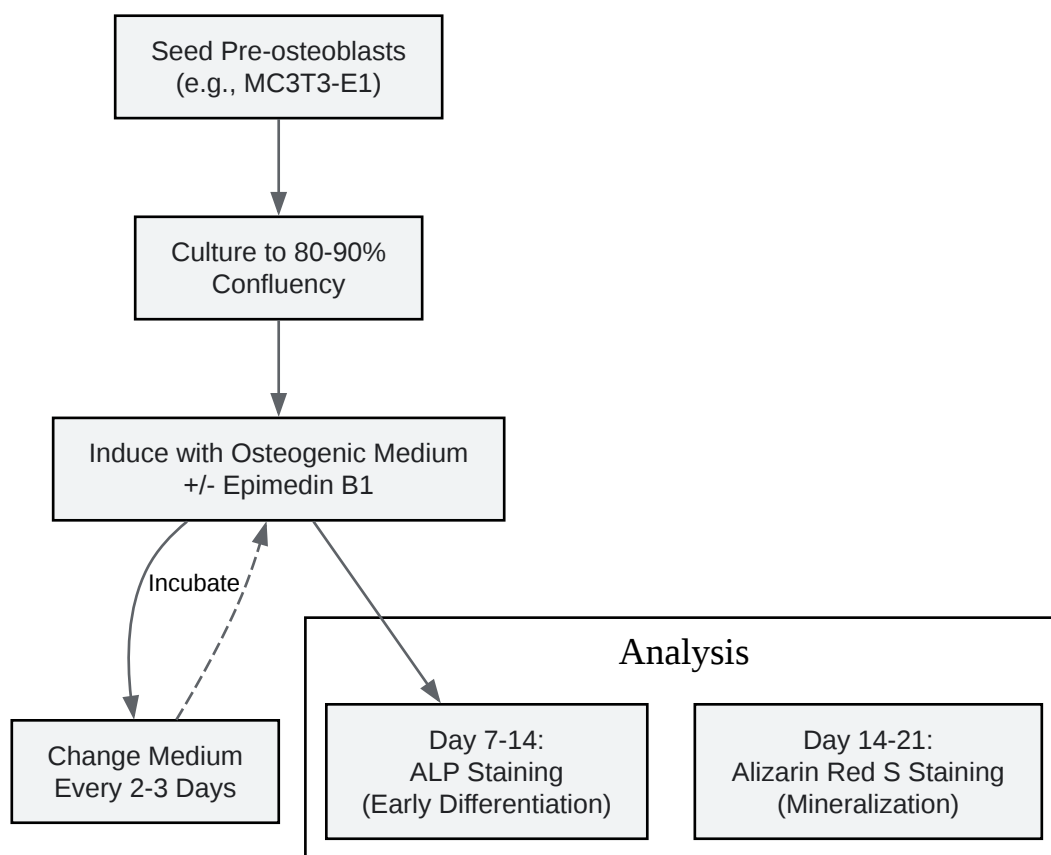 Seed Pre-osteoblasts
(e.g., MC3T3-E1)
Culture to 80-90%
Confluency
Induce with Osteogenic Medium
+/- Epimedin B1
Incubate
Change Medium
Every 2-3 Days
Analysis
Day 7-14:
ALP Staining
(Early Differentiation)
Day 14-21:
Alizarin Red S Staining
(Mineralization)